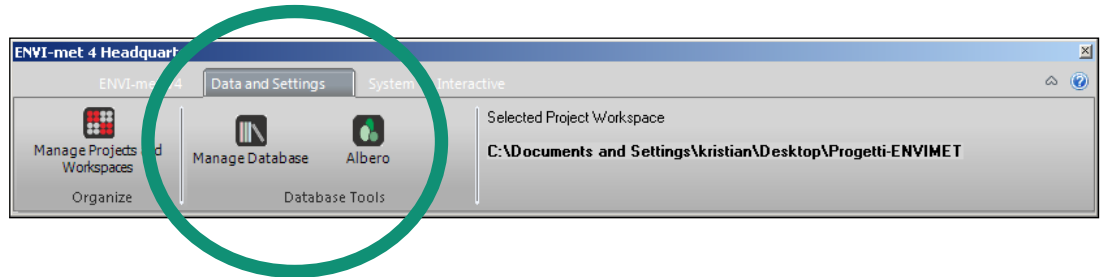 ENVI-met 4 Headquart
Data and Settings
System
Interactive
Selected Project Workspace
Manage Projects
Workspaces
Manage Database
Albero
C:\Documents and Settings\kristian\Desktop\Progetti-ENVIMET
Organize
Database Tools